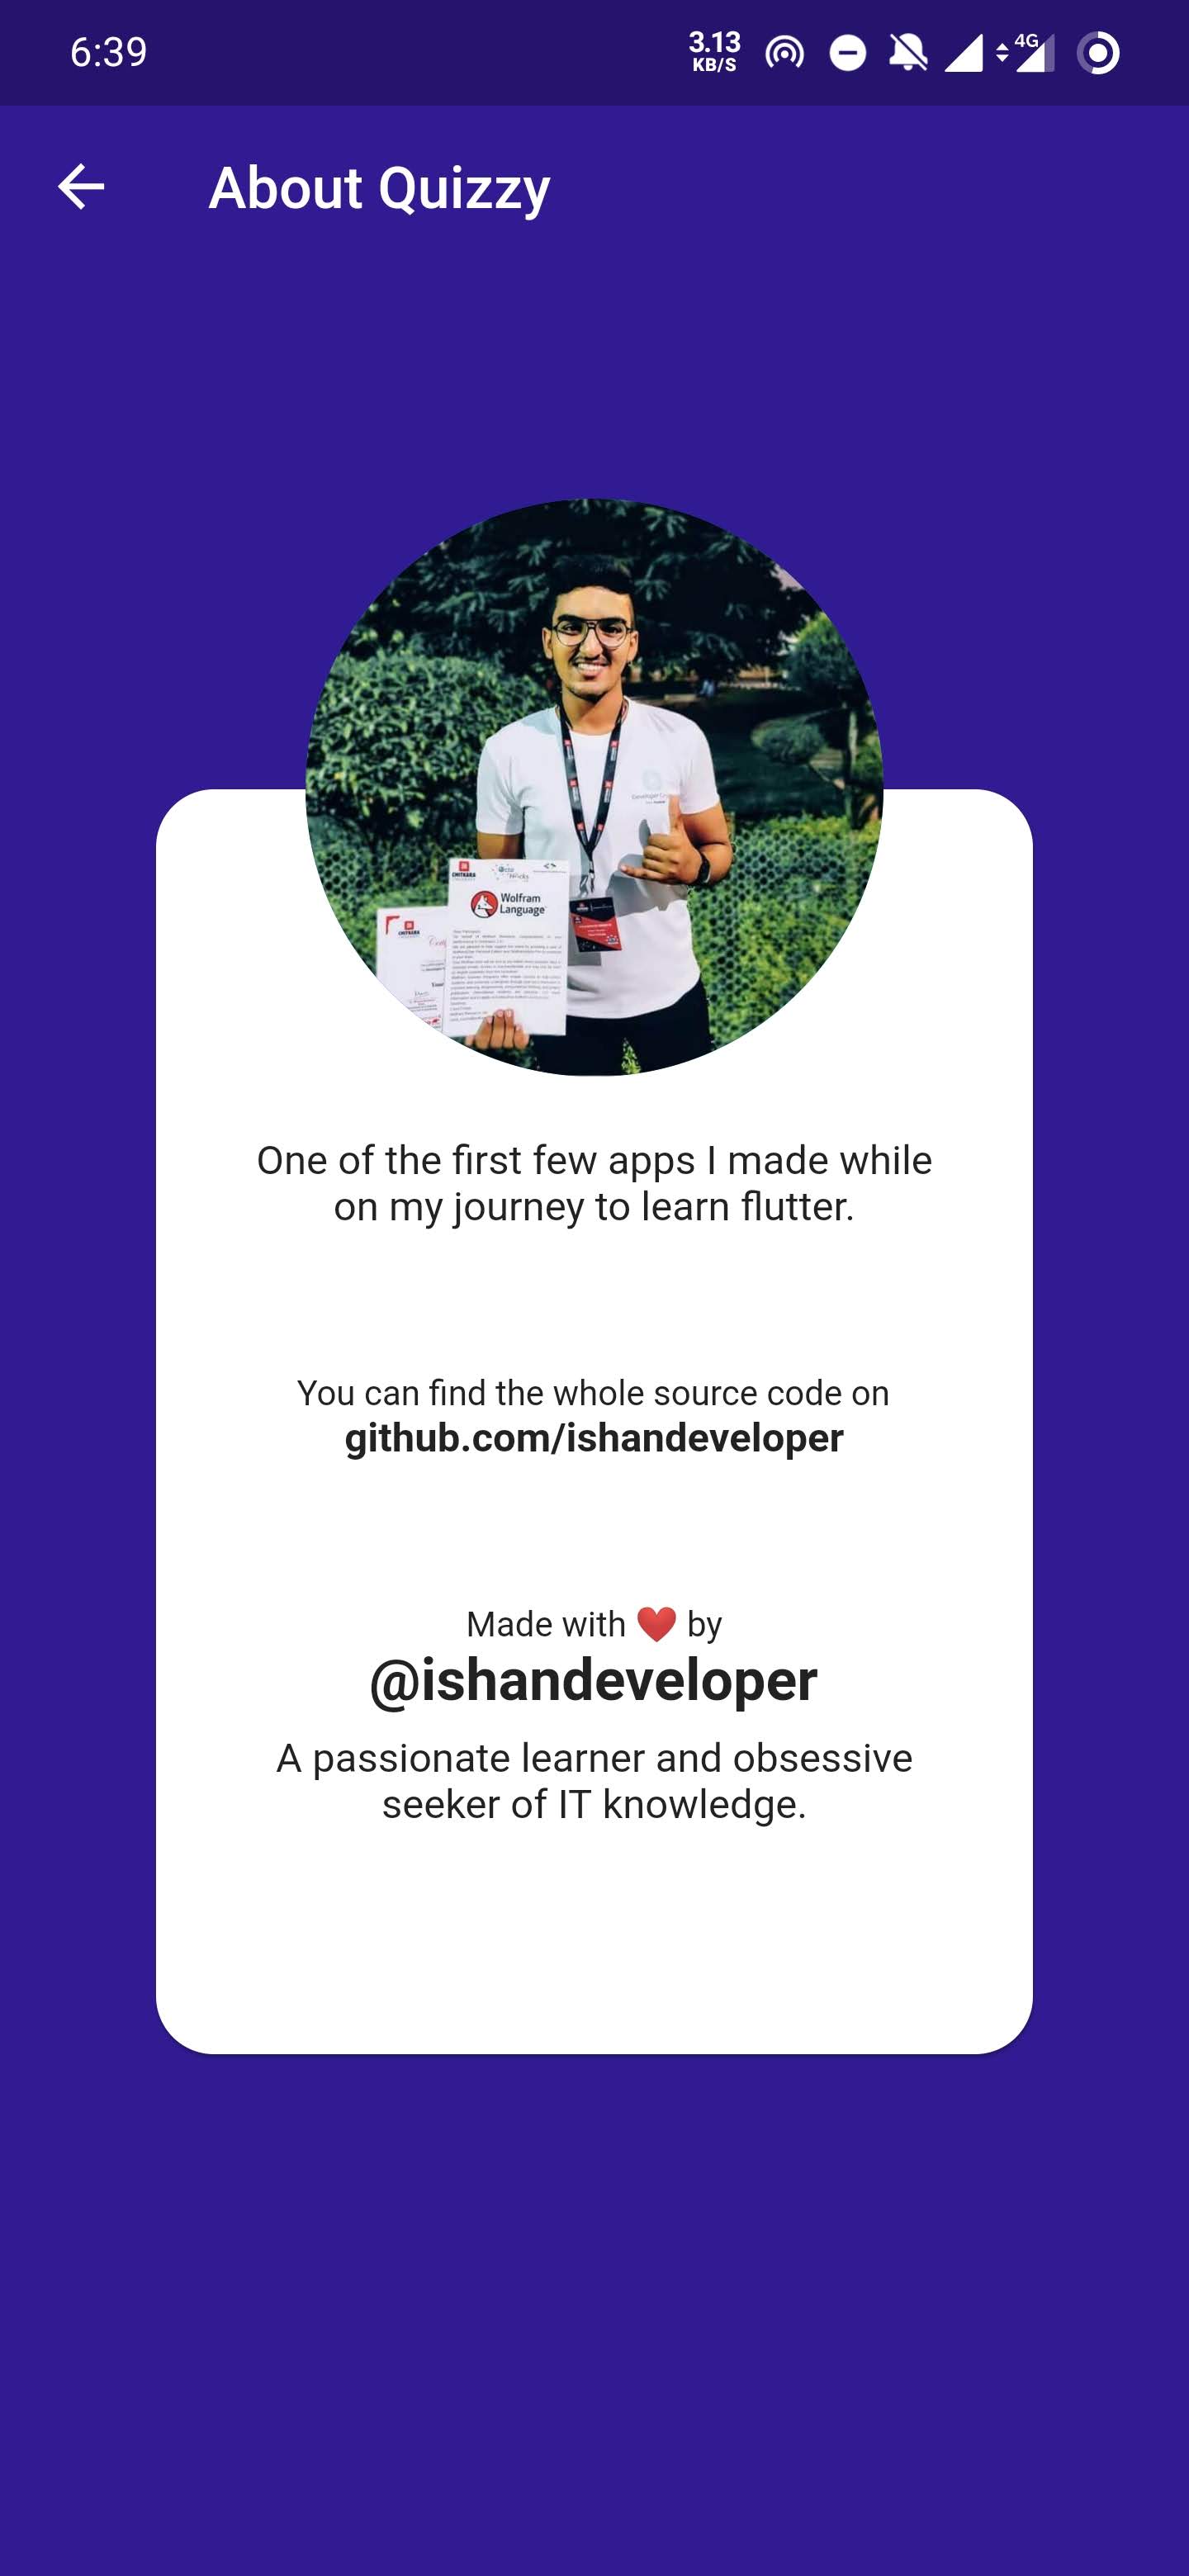 6:39
3.13
KB/S
4G
About Quizzy
CHITKARA
Wolfram
Language
CHITKARA
One of the first few apps I made while
on my journey to learn flutter.
You can find the whole source code on
github.com/ishandeveloper
Made with ❤️ by
@ishandeveloper
A passionate learner and obsessive
seeker of IT knowledge.